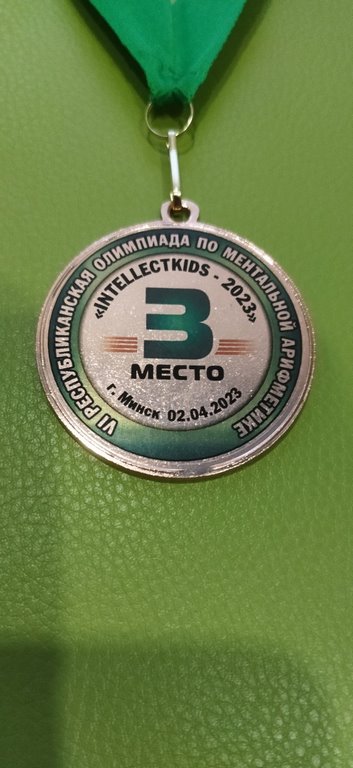 VI РЕСПУБЛИКАНСКАЯ ОЛИМПИАДА ПО МЕНТАЛЬНОЙ АРИФМЕТИКЕ
«INTELLECTKIDS - 2023»
3
МЕСТО
г. Минск 02.04.2023